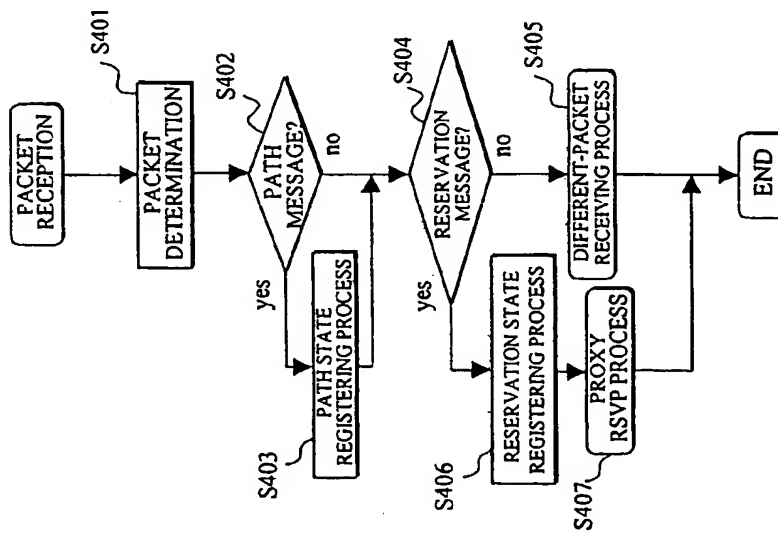 PACKET
RECEPTION
S401
PACKET
DETERMINATION
S402
PATH
MESSAGE?
yes
no
S403
PATH STATE
REGISTERING PROCESS
S404
RESERVATION
MESSAGE?
yes
no
S405
DIFFERENT-PACKET
RECEIVING PROCESS
S406
RESERVATION STATE
REGISTERING PROCESS
S407
PROXY
RSVP PROCESS
END